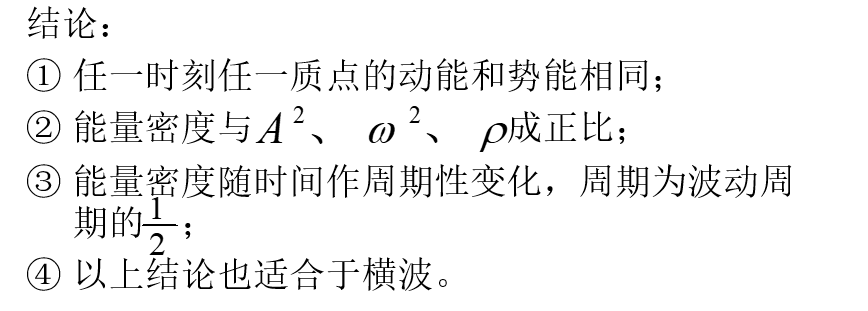 结论：
① 任一时刻任一质点的动能和势能相同；
② 能量密度与A²、 ω²、 ρ成正比；
③ 能量密度随时间作周期性变化，周期为波动周
期的1/2；
④ 以上结论也适合于横波。